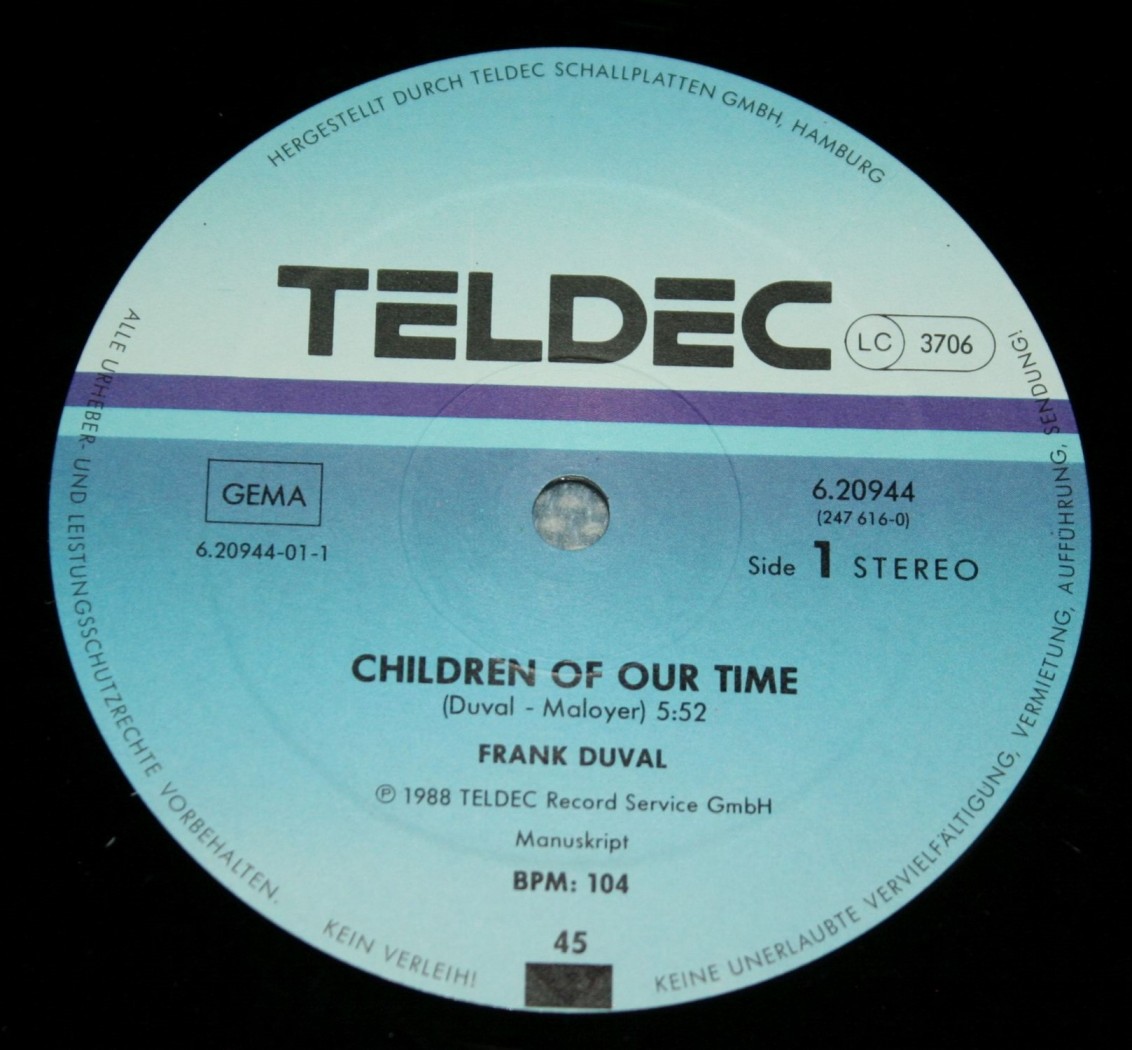 HERGESTELLT DURCH TELDEC SCHALLPLATTEN GMBH, HAMBURG
TELDEC
LC 3706
GEMA
6.20944-01-1
6.20944
(247 616-0)
Side 1 STEREO
CHILDREN OF OUR TIME
(Duval - Maloyer) 5:52
FRANK DUVAL
℗ 1988 TELDEC Record Service GmbH
Manuskript
BPM: 104
45
ALLE URHEBER- UND LEISTUNGSSCHUTZRECHTE VORBEHALTEN.
KEIN VERLEIH!
KEINE UNERLAUBTE VERVIELFÄLTIGUNG, VERMIETUNG, AUFFÜHRUNG, SENDUNG!